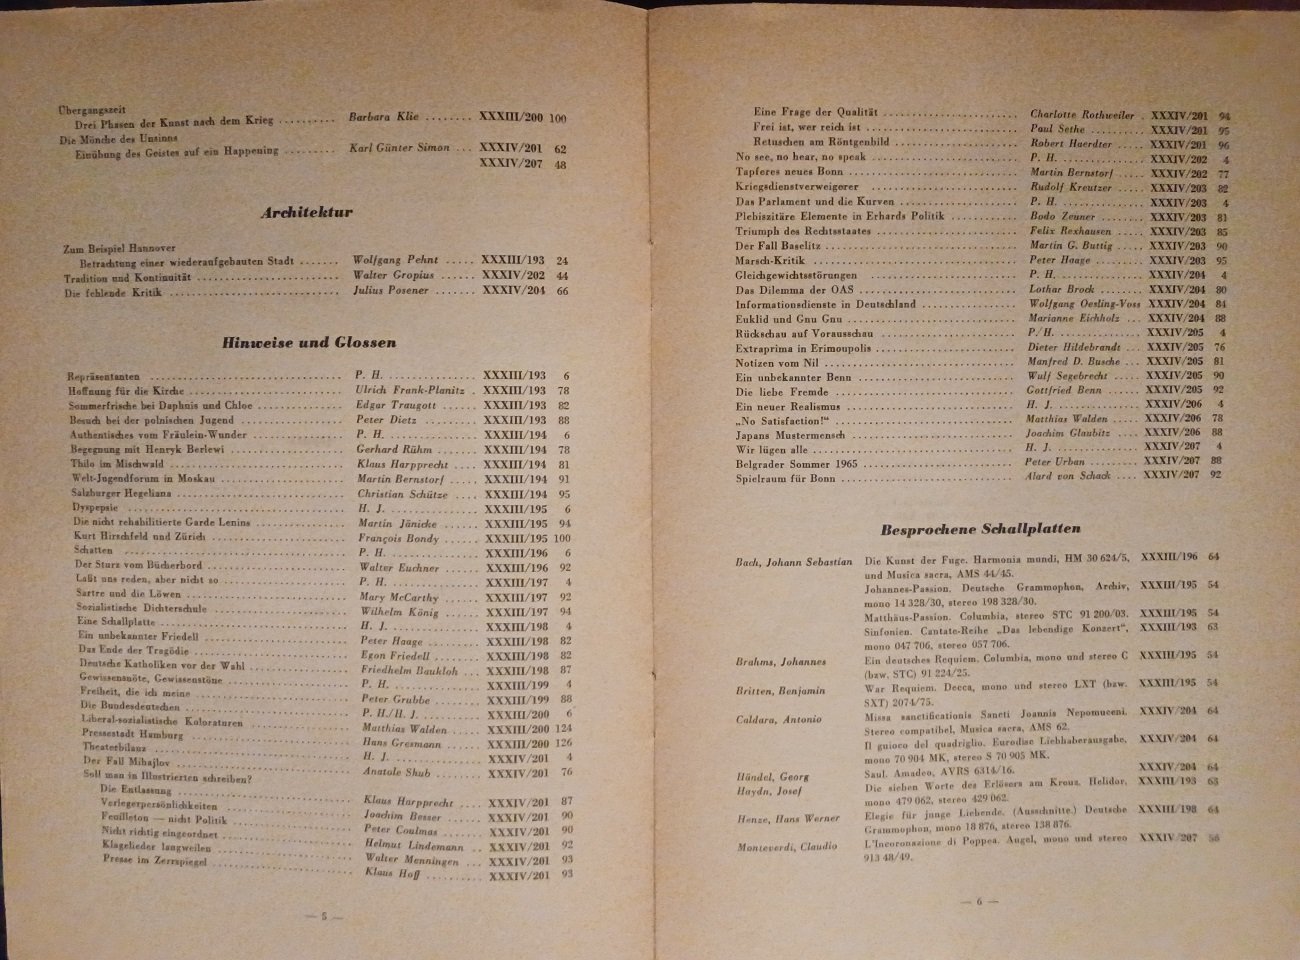 Übergangszeit
Drei Phasen der Kunst nach dem Krieg .......... Barbara Klie ........ XXXIII/200 100
Die Mönche des Unsinns
Einübung des Geistes auf ein Happening ......... Karl Günter Simon ... XXXIV/201 62
XXXIV/207 48
Architektur
Zum Beispiel Hannover
Betrachtung einer wiederaufgebauten Stadt ....... Wolfgang Pehnt ..... XXXIII/193 24
Tradition und Kontinuität ........................ Walter Gropius ...... XXXIV/202 44
Die fehlende Kritik ............................. Julius Posener ....... XXXIV/204 66
Hinweise und Glossen
Repräsentanten ................................ P. H. .............. XXXIII/193 6
Hoffnung für die Kirche .......................... Ulrich Frank-Planitz . XXXIII/193 78
Sommerfrische bei Daphnis und Chloe .............. Edgar Traugott ...... XXXIII/193 82
Besuch bei der polnischen Jugend .................. Peter Dietz ......... XXXIII/193 88
Authentisches vom Fräulein-Wunder ............... P. H. .............. XXXIII/194 6
Begegnung mit Henryk Berlewi .................... Gerhard Rühm ...... XXXIII/194 78
Thilo im Mischwald ............................. Klaus Harpprecht .... XXXIII/194 81
Welt-Jugendforum in Moskau ..................... Martin Bernstorf ..... XXXIII/194 91
Salzburger Hegeliana ............................ Christian Schütze .... XXXIII/194 95
Dyspepsie ..................................... H. J. ............... XXXIII/195 6
Die nicht rehabilitierte Garde Lenins ............... Martin Jänicke ...... XXXIII/195 94
Kurt Hirschfeld und Zürich ....................... François Bondy ...... XXXIII/195 100
Schatten ...................................... P. H. .............. XXXIII/196 6
Der Sturz vom Bücherbord ....................... Walter Euchner ...... XXXIII/196 92
Laßt uns reden, aber nicht so ..................... P. H. .............. XXXIII/197 4
Sartre und die Löwen ........................... Mary McCarthy ...... XXXIII/197 92
Sozialistische Dichterschule ....................... Wilhelm König ...... XXXIII/197 94
Eine Schallplatte ............................... H. J. ............... XXXIII/198 4
Ein unbekannter Friedell ......................... Peter Haage ......... XXXIII/198 82
Das Ende der Tragödie .......................... Egon Friedell ........ XXXIII/198 82
Deutsche Katholiken vor der Wahl ................. Friedhelm Baukloh ... XXXIII/198 87
Gewissensnöte, Gewissenstöne ..................... P. H. .............. XXXIII/199 4
Freiheit, die ich meine ........................... Peter Grubbe ........ XXXIII/199 88
Die Bundesdeutschen ............................ P. H./H. J. .......... XXXIII/200 6
Liberal-sozialistische Koloraturen .................. Matthias Walden ..... XXXIII/200 124
Pressestadt Hamburg ............................ Hans Gresmann ...... XXXIII/200 126
Theaterbilanz .................................. H. J. ............... XXXIV/201 4
Der Fall Mihajlov ............................... Anatole Shub ........ XXXIV/201 76
Soll man in Illustrierten schreiben?
Die Entlassung ................................ Klaus Harpprecht .... XXXIV/201 87
Verlegerpersönlichkeiten ........................ Joachim Besser ...... XXXIV/201 90
Feuilleton — nicht Politik ....................... Peter Coulmas ....... XXXIV/201 90
Nicht richtig eingeordnet ........................ Helmut Lindemann ... XXXIV/201 92
Klagelieder langweilen .......................... Walter Menningen ... XXXIV/201 93
Presse im Zerrspiegel ........................... Klaus Hoff .......... XXXIV/201 93
— 5 —
Eine Frage der Qualität ........................ Charlotte Rothweiler . XXXIV/201 94
Frei ist, wer reich ist ........................... Paul Sethe .......... XXXIV/201 95
Retuschen am Röntgenbild ...................... Robert Haerdter ..... XXXIV/201 96
No see, no hear, no speak ......................... P. H. .............. XXXIV/202 4
Tapferes neues Bonn ............................. Martin Bernstorf ..... XXXIV/202 77
Kriegsdienstverweigerer .......................... Rudolf Kreutzer ..... XXXIV/203 82
Das Parlament und die Kurven .................... P. H. .............. XXXIV/203 4
Plebiszitäre Elemente in Erhards Politik ............ Bodo Zeuner ........ XXXIV/203 81
Triumph des Rechtsstaates ........................ Felix Rexhausen ..... XXXIV/203 85
Der Fall Baselitz ................................ Martin G. Buttig .... XXXIV/203 90
Marsch-Kritik .................................. Peter Haage ......... XXXIV/203 95
Gleichgewichtsstörungen ......................... P. H. .............. XXXIV/204 4
Das Dilemma der OAS ........................... Lothar Brock ........ XXXIV/204 80
Informationsdienste in Deutschland ................ Wolfgang Oesling-Voss XXXIV/204 84
Euklid und Gnu Gnu ............................ Marianne Eichholz ... XXXIV/204 88
Rückschau auf Vorausschau ....................... P./H. .............. XXXIV/205 4
Extraprima in Erimoupolis ........................ Dieter Hildebrandt ... XXXIV/205 76
Notizen vom Nil ................................ Manfred D. Busche ... XXXIV/205 81
Ein unbekannter Benn ........................... Wulf Segebrecht ..... XXXIV/205 90
Die liebe Fremde ............................... Gottfried Benn ...... XXXIV/205 92
Ein neuer Realismus ............................. H. J. ............... XXXIV/206 4
„No Satisfaction!“ ............................... Matthias Walden ..... XXXIV/206 78
Japans Mustermensch ............................ Joachim Glaubitz .... XXXIV/206 88
Wir lügen alle .................................. H. J. ............... XXXIV/207 4
Belgrader Sommer 1965 .......................... Peter Urban ......... XXXIV/207 88
Spielraum für Bonn ............................. Alard von Schack .... XXXIV/207 92
Besprochene Schallplatten
Bach, Johann Sebastian Die Kunst der Fuge. Harmonia mundi, HM 30 624/5, XXXIII/196 64
und Musica sacra, AMS 44/45.
Johannes-Passion. Deutsche Grammophon, Archiv, XXXIII/195 54
mono 14 328/30, stereo 198 328/30.
Matthäus-Passion. Columbia, stereo STC 91 200/03. XXXIII/195 54
Sinfonien. Cantate-Reihe „Das lebendige Konzert“, XXXIII/193 63
mono 047 706, stereo 057 706.
Brahms, Johannes Ein deutsches Requiem. Columbia, mono und stereo C XXXIII/195 54
(bzw. STC) 91 224/25.
Britten, Benjamin War Requiem. Decca, mono und stereo LXT (bzw. XXXIII/195 54
SXT) 2074/75.
Caldara, Antonio Missa sanctificationis Sancti Joannis Nepomuceni. XXXIV/204 64
Stereo compatibel, Musica sacra, AMS 62.
Il guioco del quadriglio. Eurodisc Liebhaberausgabe, XXXIV/204 64
mono 70 904 MK, stereo S 70 905 MK.
Händel, Georg Saul. Amadeo, AVRS 6314/16. XXXIV/204 64
Haydn, Josef Die sieben Worte des Erlösers am Kreuz. Helidor, XXXIII/193 63
mono 479 062, stereo 429 062.
Henze, Hans Werner Elegie für junge Liebende. (Ausschnitte.) Deutsche XXXIII/198 64
Grammophon, mono 18 876, stereo 138 876.
Monteverdi, Claudio L'Incoronazione di Poppea. Angel, mono und stereo XXXIV/207
913 48/49.
— 6 —